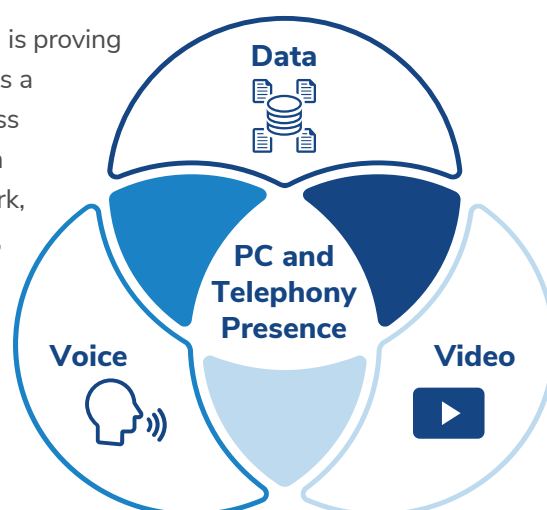 is proving
s a
ss
rk,
Data
PC and
Telephony
Presence
Voice
Video